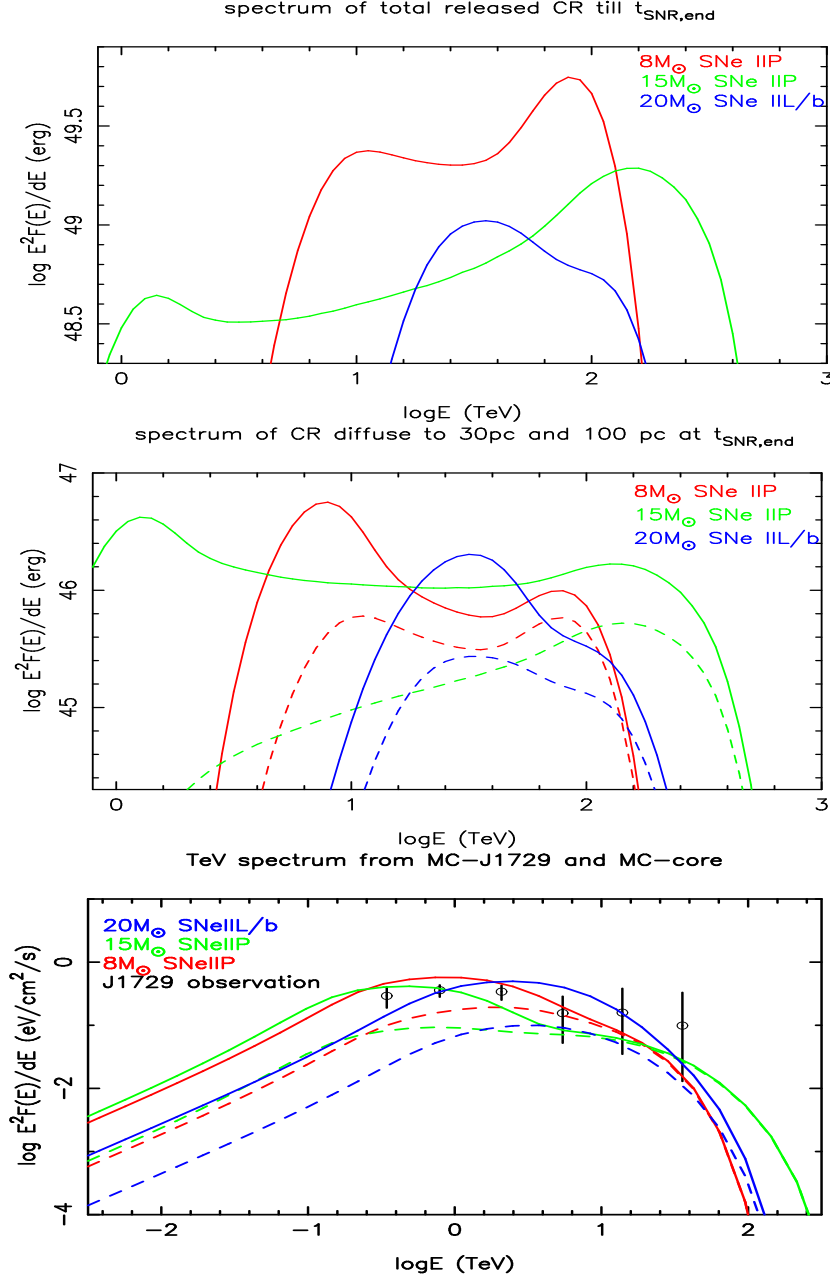 spectrum of total released CR till t_SNR,end
8M☉ SNe IIP
15M☉ SNe IIP
20M☉ SNe IIL/b
log E²F(E)/dE (erg)
49.5
49
48.5
0 1 2 3
logE (TeV)
spectrum of CR diffuse to 30pc and 100 pc at t_SNR,end
8M☉ SNe IIP
15M☉ SNe IIP
20M☉ SNe IIL/b
log E²F(E)/dE (erg)
47
46
45
0 1 2 3
logE (TeV)
TeV spectrum from MC−J1729 and MC−core
20M☉ SNeIIL/b
15M☉ SNeIIP
8M☉ SNeIIP
J1729 observation
log E²F(E)/dE (eV/cm²/s)
0
−2
−4
−2 −1 0 1 2
logE (TeV)